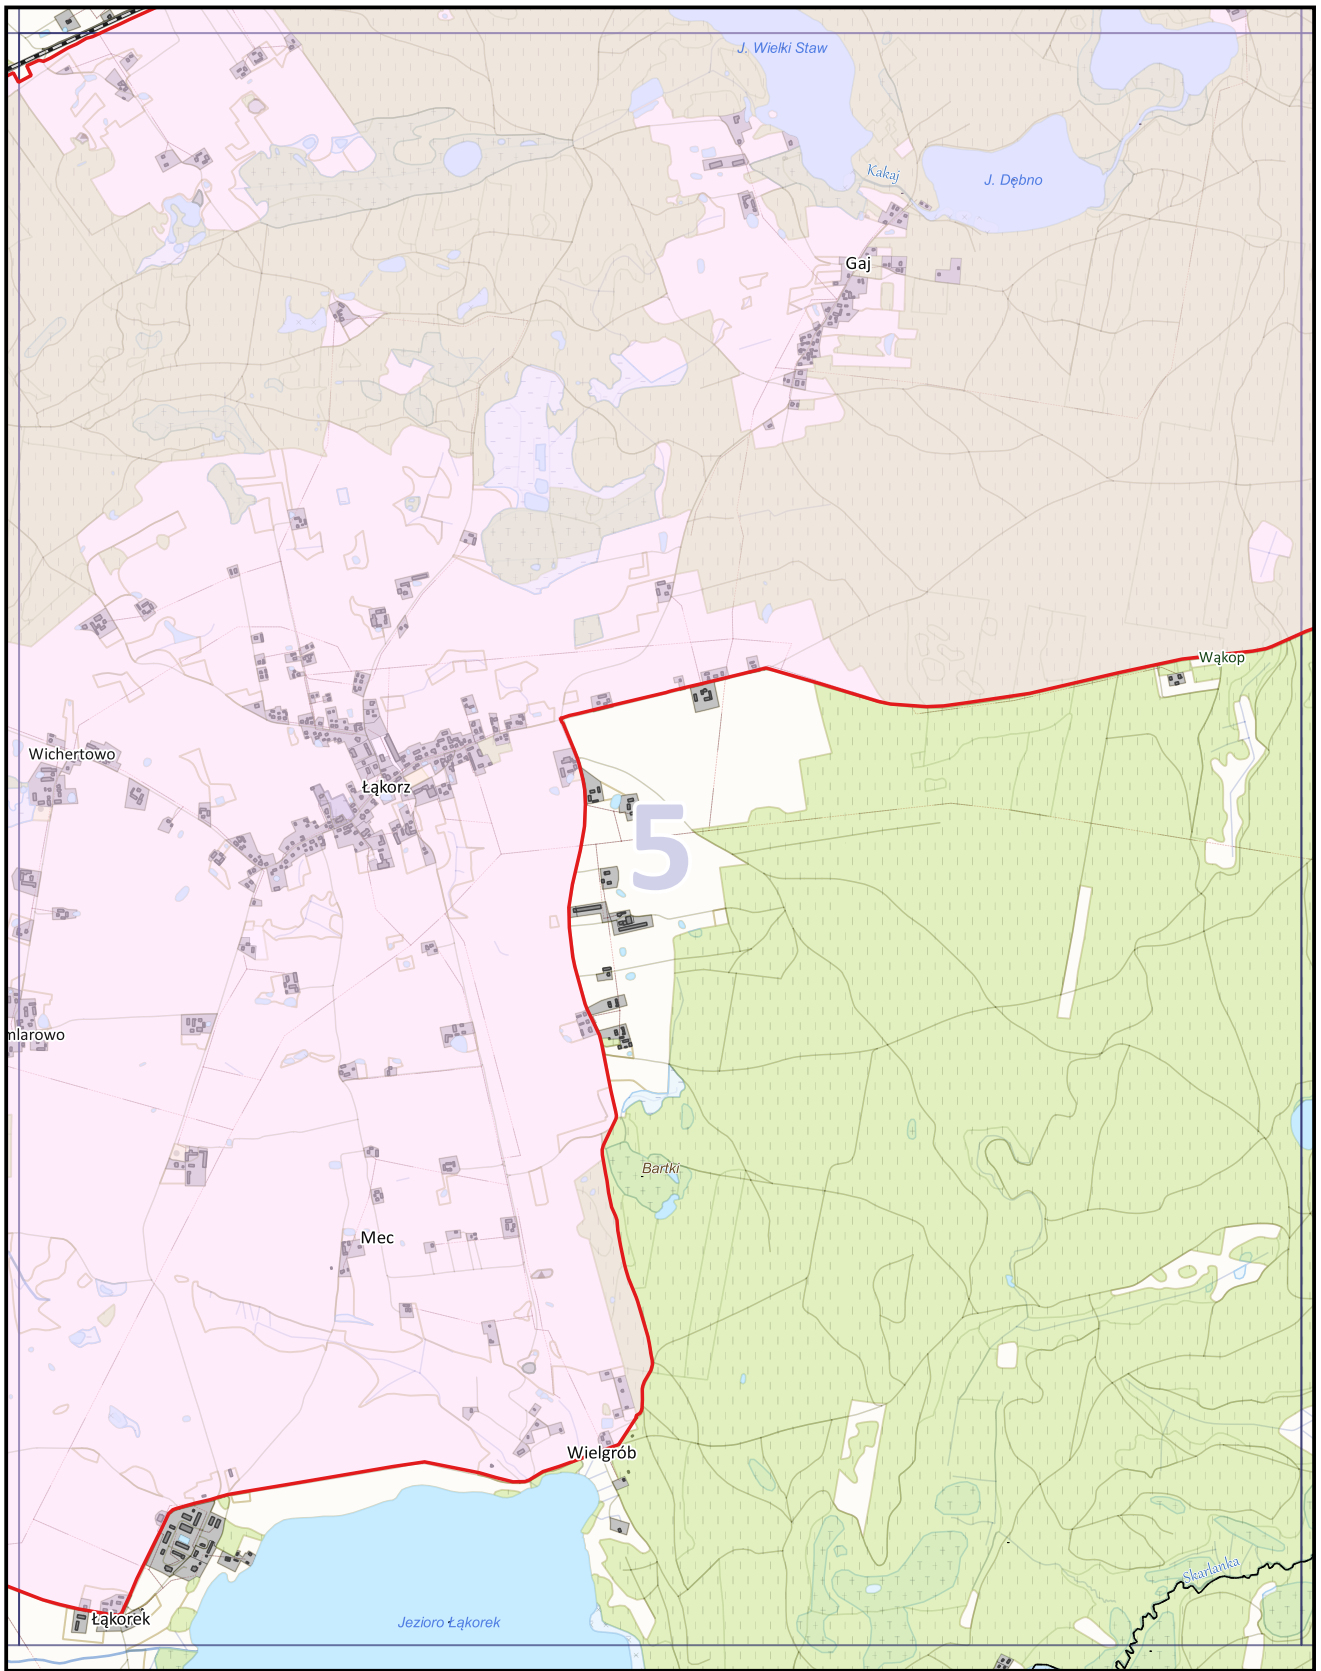 J. Wielki Staw
Kakaj
J. Dębno
Gaj
Wąkop
Wichertowo
Łąkorz
5
mlarowo
Bartki
Mec
Wielgrób
Skarlanka
Łąkorek
Jezioro Łąkorek